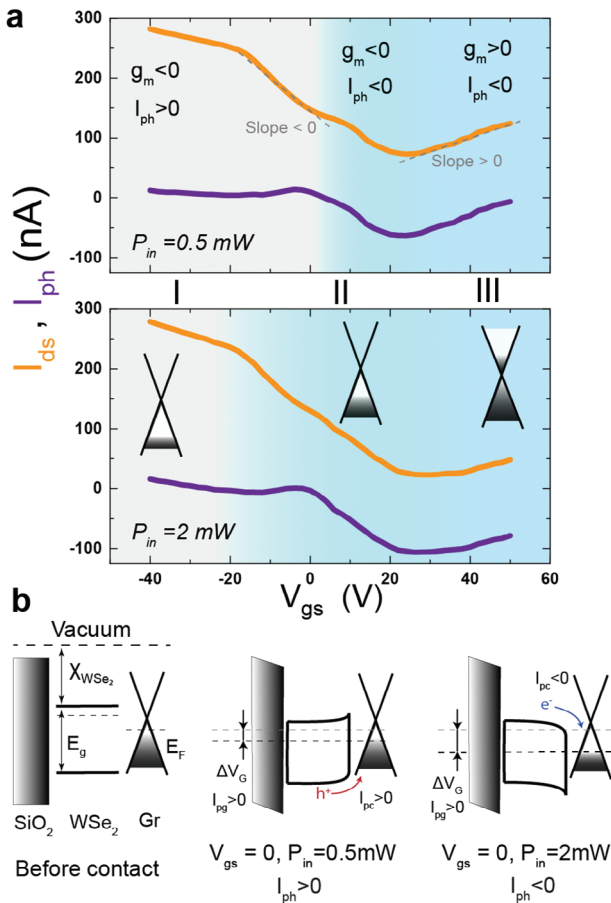 a
I_ds, I_ph (nA)
300
200
100
0
-100
g_m<0
I_ph>0
g_m<0
I_ph<0
g_m>0
I_ph<0
Slope < 0
Slope > 0
P_in =0.5 mW
I II III
300
200
100
0
-100
P_in =2 mW
-60 -40 -20 0 20 40 60
V_gs (V)
b
Vacuum
χ_WSe₂
E_g
E_F
SiO₂ WSe₂ Gr
Before contact
ΔV_G
I_pg>0
h⁺
I_pc>0
V_gs = 0, P_in=0.5mW
I_ph>0
I_pc<0
e⁻
ΔV_G
I_pg>0
V_gs = 0, P_in=2mW
I_ph<0